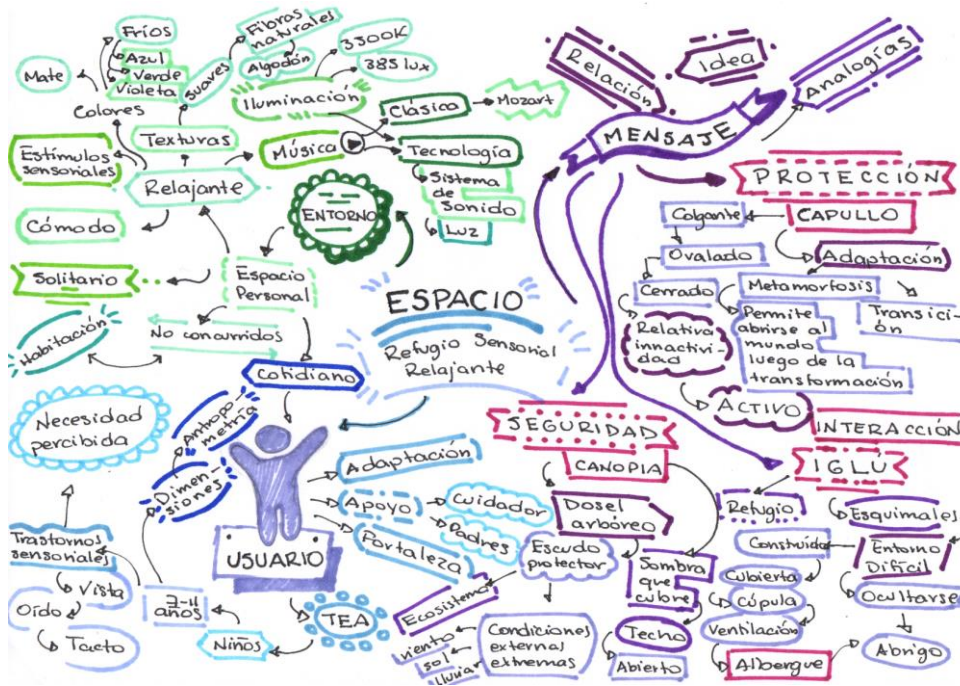 ESPACIO
Refugio Sensorial
Relajante
ENTORNO
Espacio
Personal
Relajante
Estímulos
sensoriales
Colores
Mate
Fríos
Azul
Verde
Violeta
Texturas
Suaves
Fibras
naturales
Algodón
Iluminación
3300K
385 lux
Música
Clásica
Mozart
Tecnología
Sistema
de
Sonido
Luz
Cómodo
Solitario
No concurridos
Habitación
Cotidiano
USUARIO
Adaptación
Apoyo
Cuidador
Padres
Fortaleza
TEA
Niños
7-11
años
Dimen-
siones
Antropo-
metría
Trastornos
sensoriales
Necesidad
percibida
Vista
Oído
Tacto
MENSAJE
Relación
Idea
Analogías
PROTECCIÓN
CAPULLO
Colgante
Ovalado
Cerrado
Relativa
innactivi-
dad
Adaptación
Metamorfosis
Transici-
ón
Permite
abrirse al
mundo
luego de la
transformación
ACTIVO
SEGURIDAD
CANOPIA
Dosel
arbóreo
Escudo
protector
Ecosistema
Condiciones
externas
extremas
viento
sol
lluvia
Sombra
que
cubre
Techo
Abierto
INTERACCIÓN
IGLÚ
Refugio
Esquimales
Entorno
Difícil
Construida
Cubierta
Cúpula
Ventilación
Albergue
Ocultarse
Abrigo